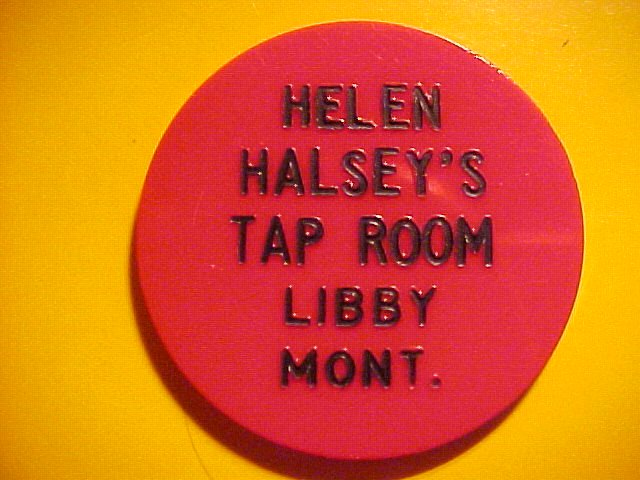 HELEN
HALSEY'S
TAP ROOM
LIBBY
MONT.